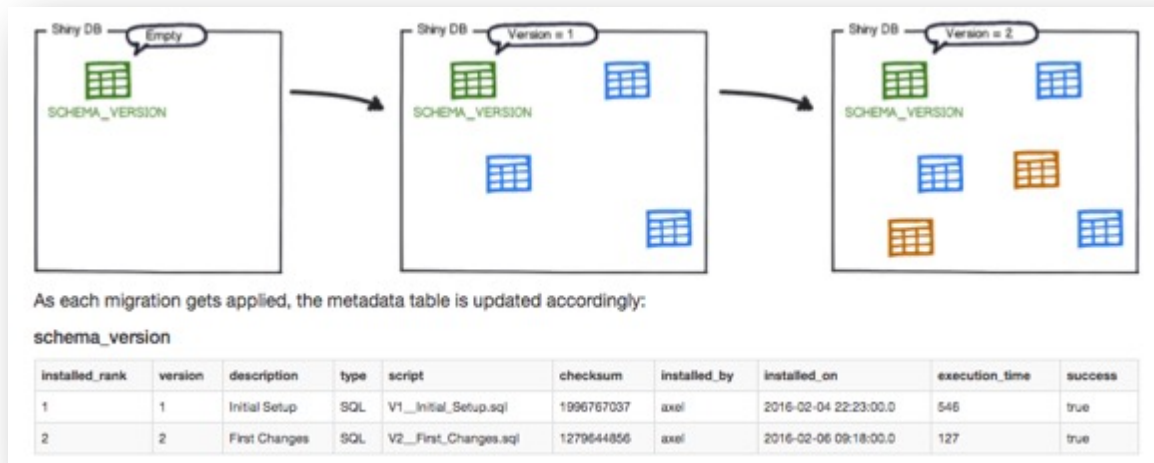 Shiny DB Empty Shiny DB Version = 1 Shiny DB Version = 2
SCHEMA_VERSION SCHEMA_VERSION SCHEMA_VERSION
As each migration gets applied, the metadata table is updated accordingly:
schema_version
installed_rank version description type script checksum installed_by installed_on execution_time success
1 1 Initial Setup SQL V1__Initial_Setup.sql 1996767037 axel 2016-02-04 22:23:00.0 546 true
2 2 First Changes SQL V2__First_Changes.sql 1279644856 axel 2016-02-06 09:18:00.0 127 true